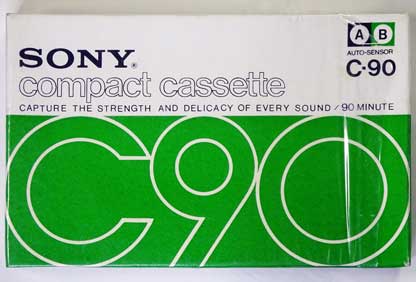 A B
AUTO-SENSOR
SONY®
C·90
compact cassette
CAPTURE THE STRENGTH AND DELICACY OF EVERY SOUND / 90 MINUTE
C90